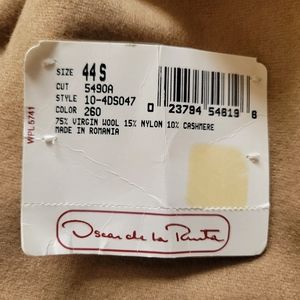 SIZE 44 S
CUT 5490A
STYLE 10-4DS047
COLOR 260
0 23794 54819 6
75% VIRGIN WOOL 15% NYLON 10% CASHMERE
MADE IN ROMANIA
WPL 5741
Oscar de la Renta